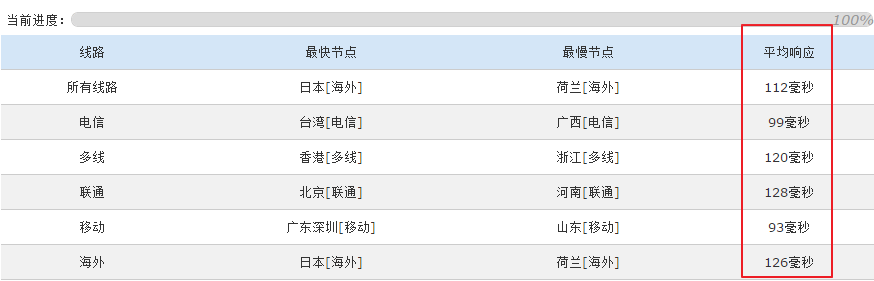 当前进度： 100%
线路 最快节点 最慢节点 平均响应
所有线路 日本[海外] 荷兰[海外] 112毫秒
电信 台湾[电信] 广西[电信] 99毫秒
多线 香港[多线] 浙江[多线] 120毫秒
联通 北京[联通] 河南[联通] 128毫秒
移动 广东深圳[移动] 山东[移动] 93毫秒
海外 日本[海外] 荷兰[海外] 126毫秒